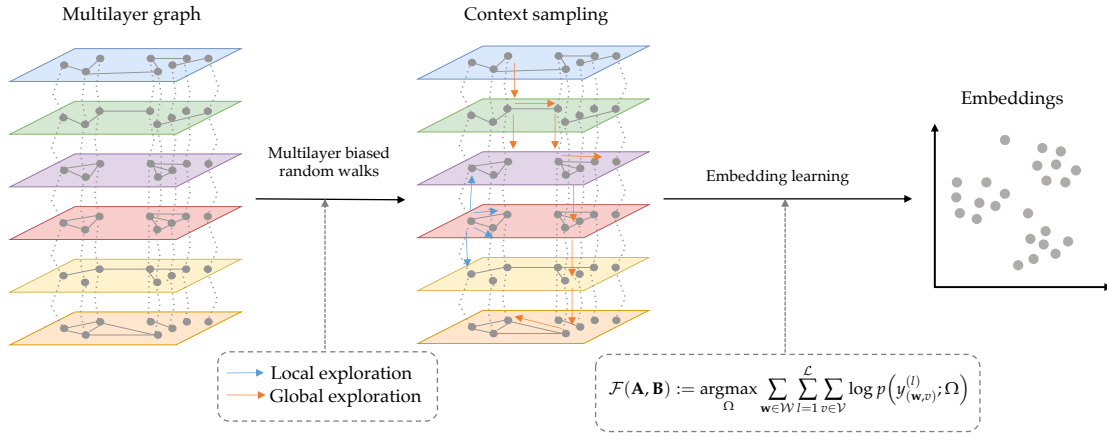 Multilayer graph
Context sampling
Embeddings
Multilayer biased
random walks
Embedding learning
Local exploration
Global exploration
𝓕(𝐀, 𝐁) := argmax_Ω ∑_{𝐰∈𝓦} ∑_{l=1}^{𝓛} ∑_{v∈𝓥} log p(y^{(l)}_{(𝐰,v)}; Ω)